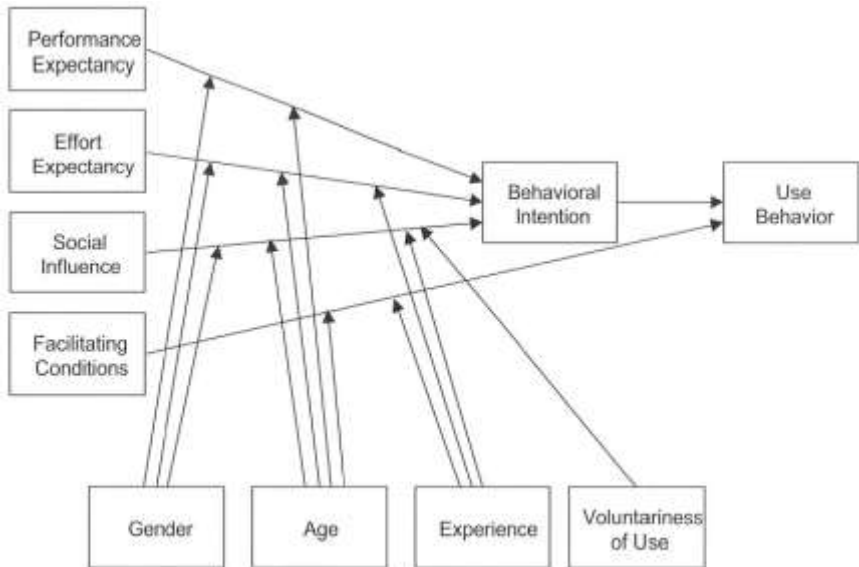 Performance
Expectancy
Effort
Expectancy
Social
Influence
Facilitating
Conditions
Behavioral
Intention
Use
Behavior
Gender
Age
Experience
Voluntariness
of Use